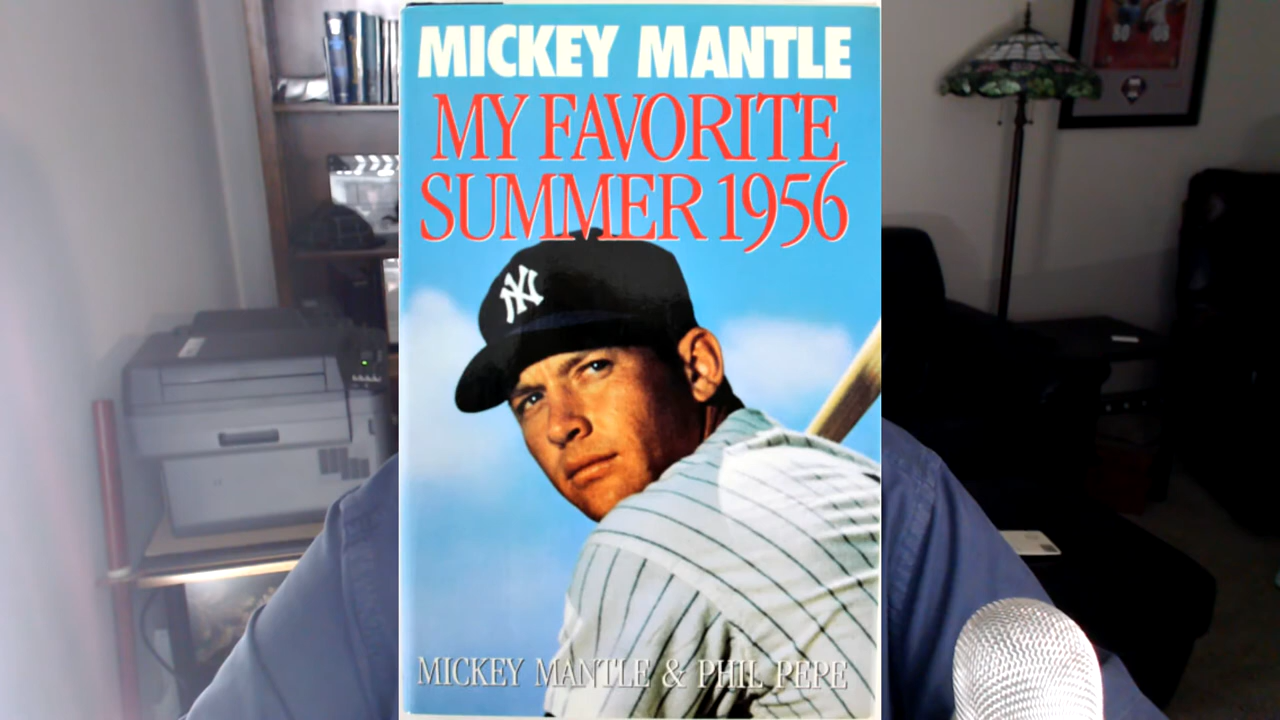 MICKEY MANTLE
MY FAVORITE
SUMMER 1956
NY
MICKEY MANTLE & PHIL PEPE